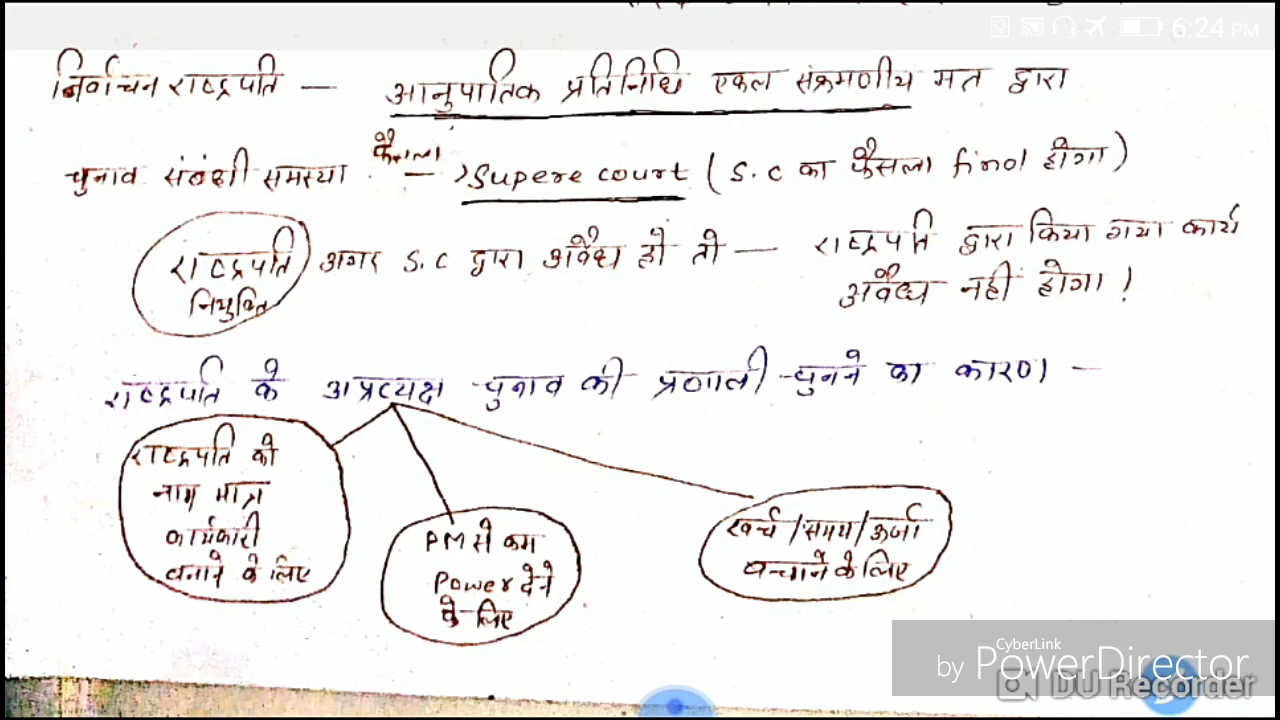 6:24 PM
निर्वाचन राष्ट्रपति — आनुपातिक प्रतिनिधि एकल संक्रमणीय मत द्वारा
फैसला
चुनाव संबंधी समस्या — > Supere court (S.C का फैसला final होगा)
राष्ट्रपति अगर S.C द्वारा अवैध हो तो — राष्ट्रपति द्वारा किया गया कार्य
नियुक्ति अवैध नहीं होगा!
राष्ट्रपति के अप्रत्यक्ष चुनाव की प्रणाली चुनने का कारण —
राष्ट्रपति को
नाम मात्र
कार्यकारी
बनाने के लिए
PM से कम
Power देने
के लिए
खर्च/समय/ऊर्जा
बच्चाने के लिए
CyberLink
by PowerDirector
DU Recorder